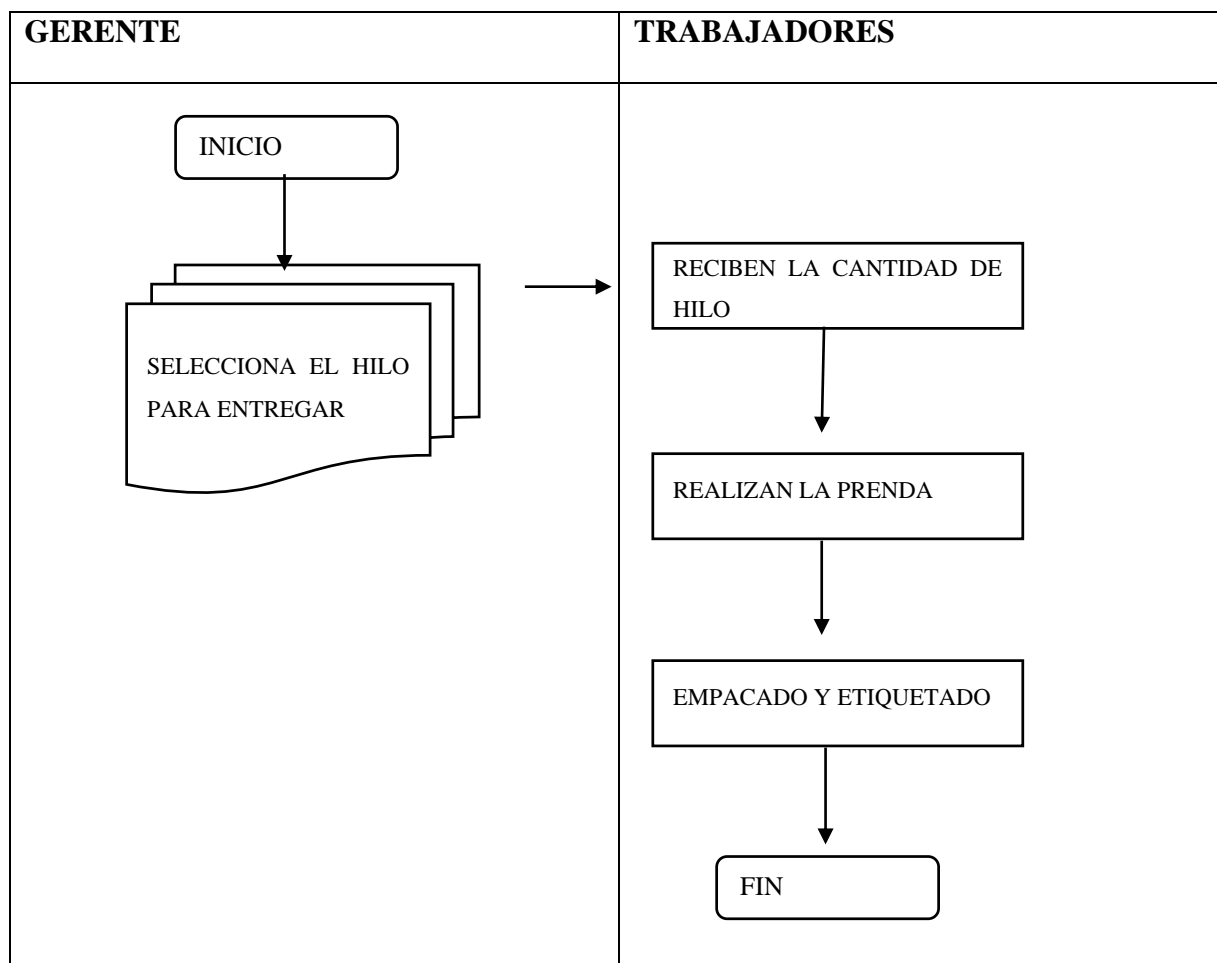 GERENTE
TRABAJADORES
INICIO
SELECCIONA EL HILO
PARA ENTREGAR
RECIBEN LA CANTIDAD DE
HILO
REALIZAN LA PRENDA
EMPACADO Y ETIQUETADO
FIN